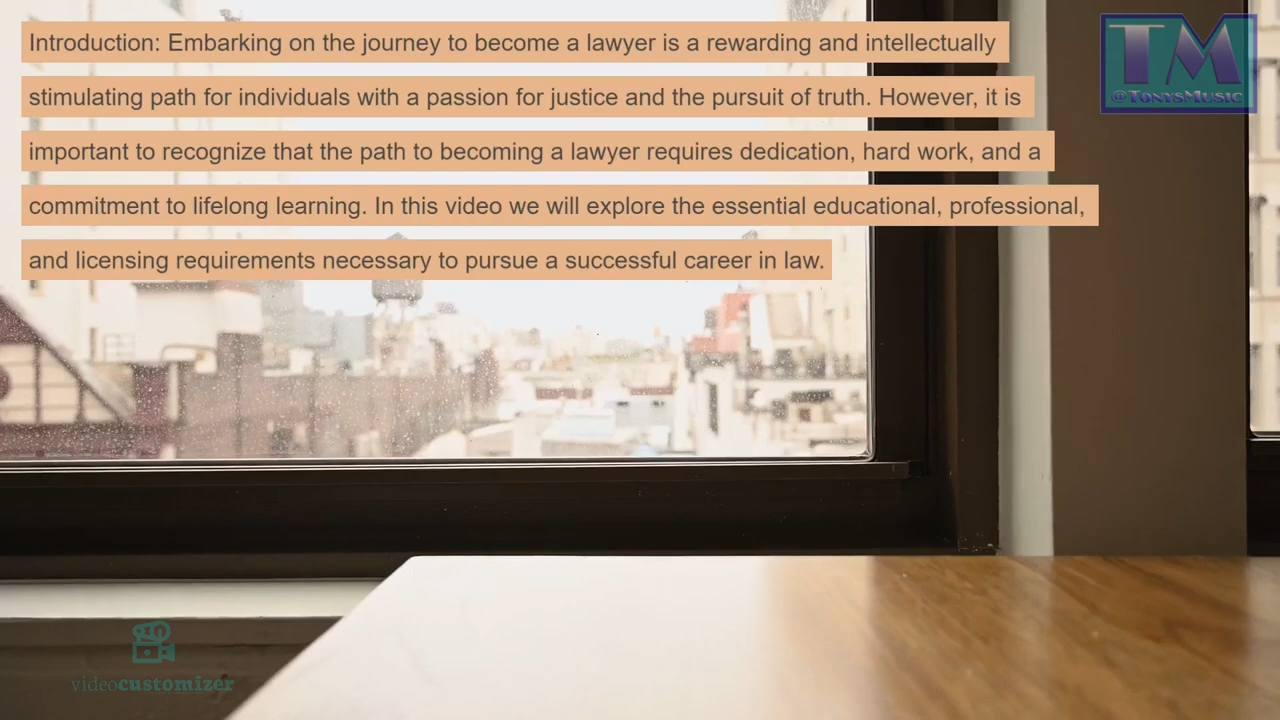 Introduction: Embarking on the journey to become a lawyer is a rewarding and intellectually
stimulating path for individuals with a passion for justice and the pursuit of truth. However, it is
important to recognize that the path to becoming a lawyer requires dedication, hard work, and a
commitment to lifelong learning. In this video we will explore the essential educational, professional,
and licensing requirements necessary to pursue a successful career in law.
TM
@TonysMusic
videocustomizer